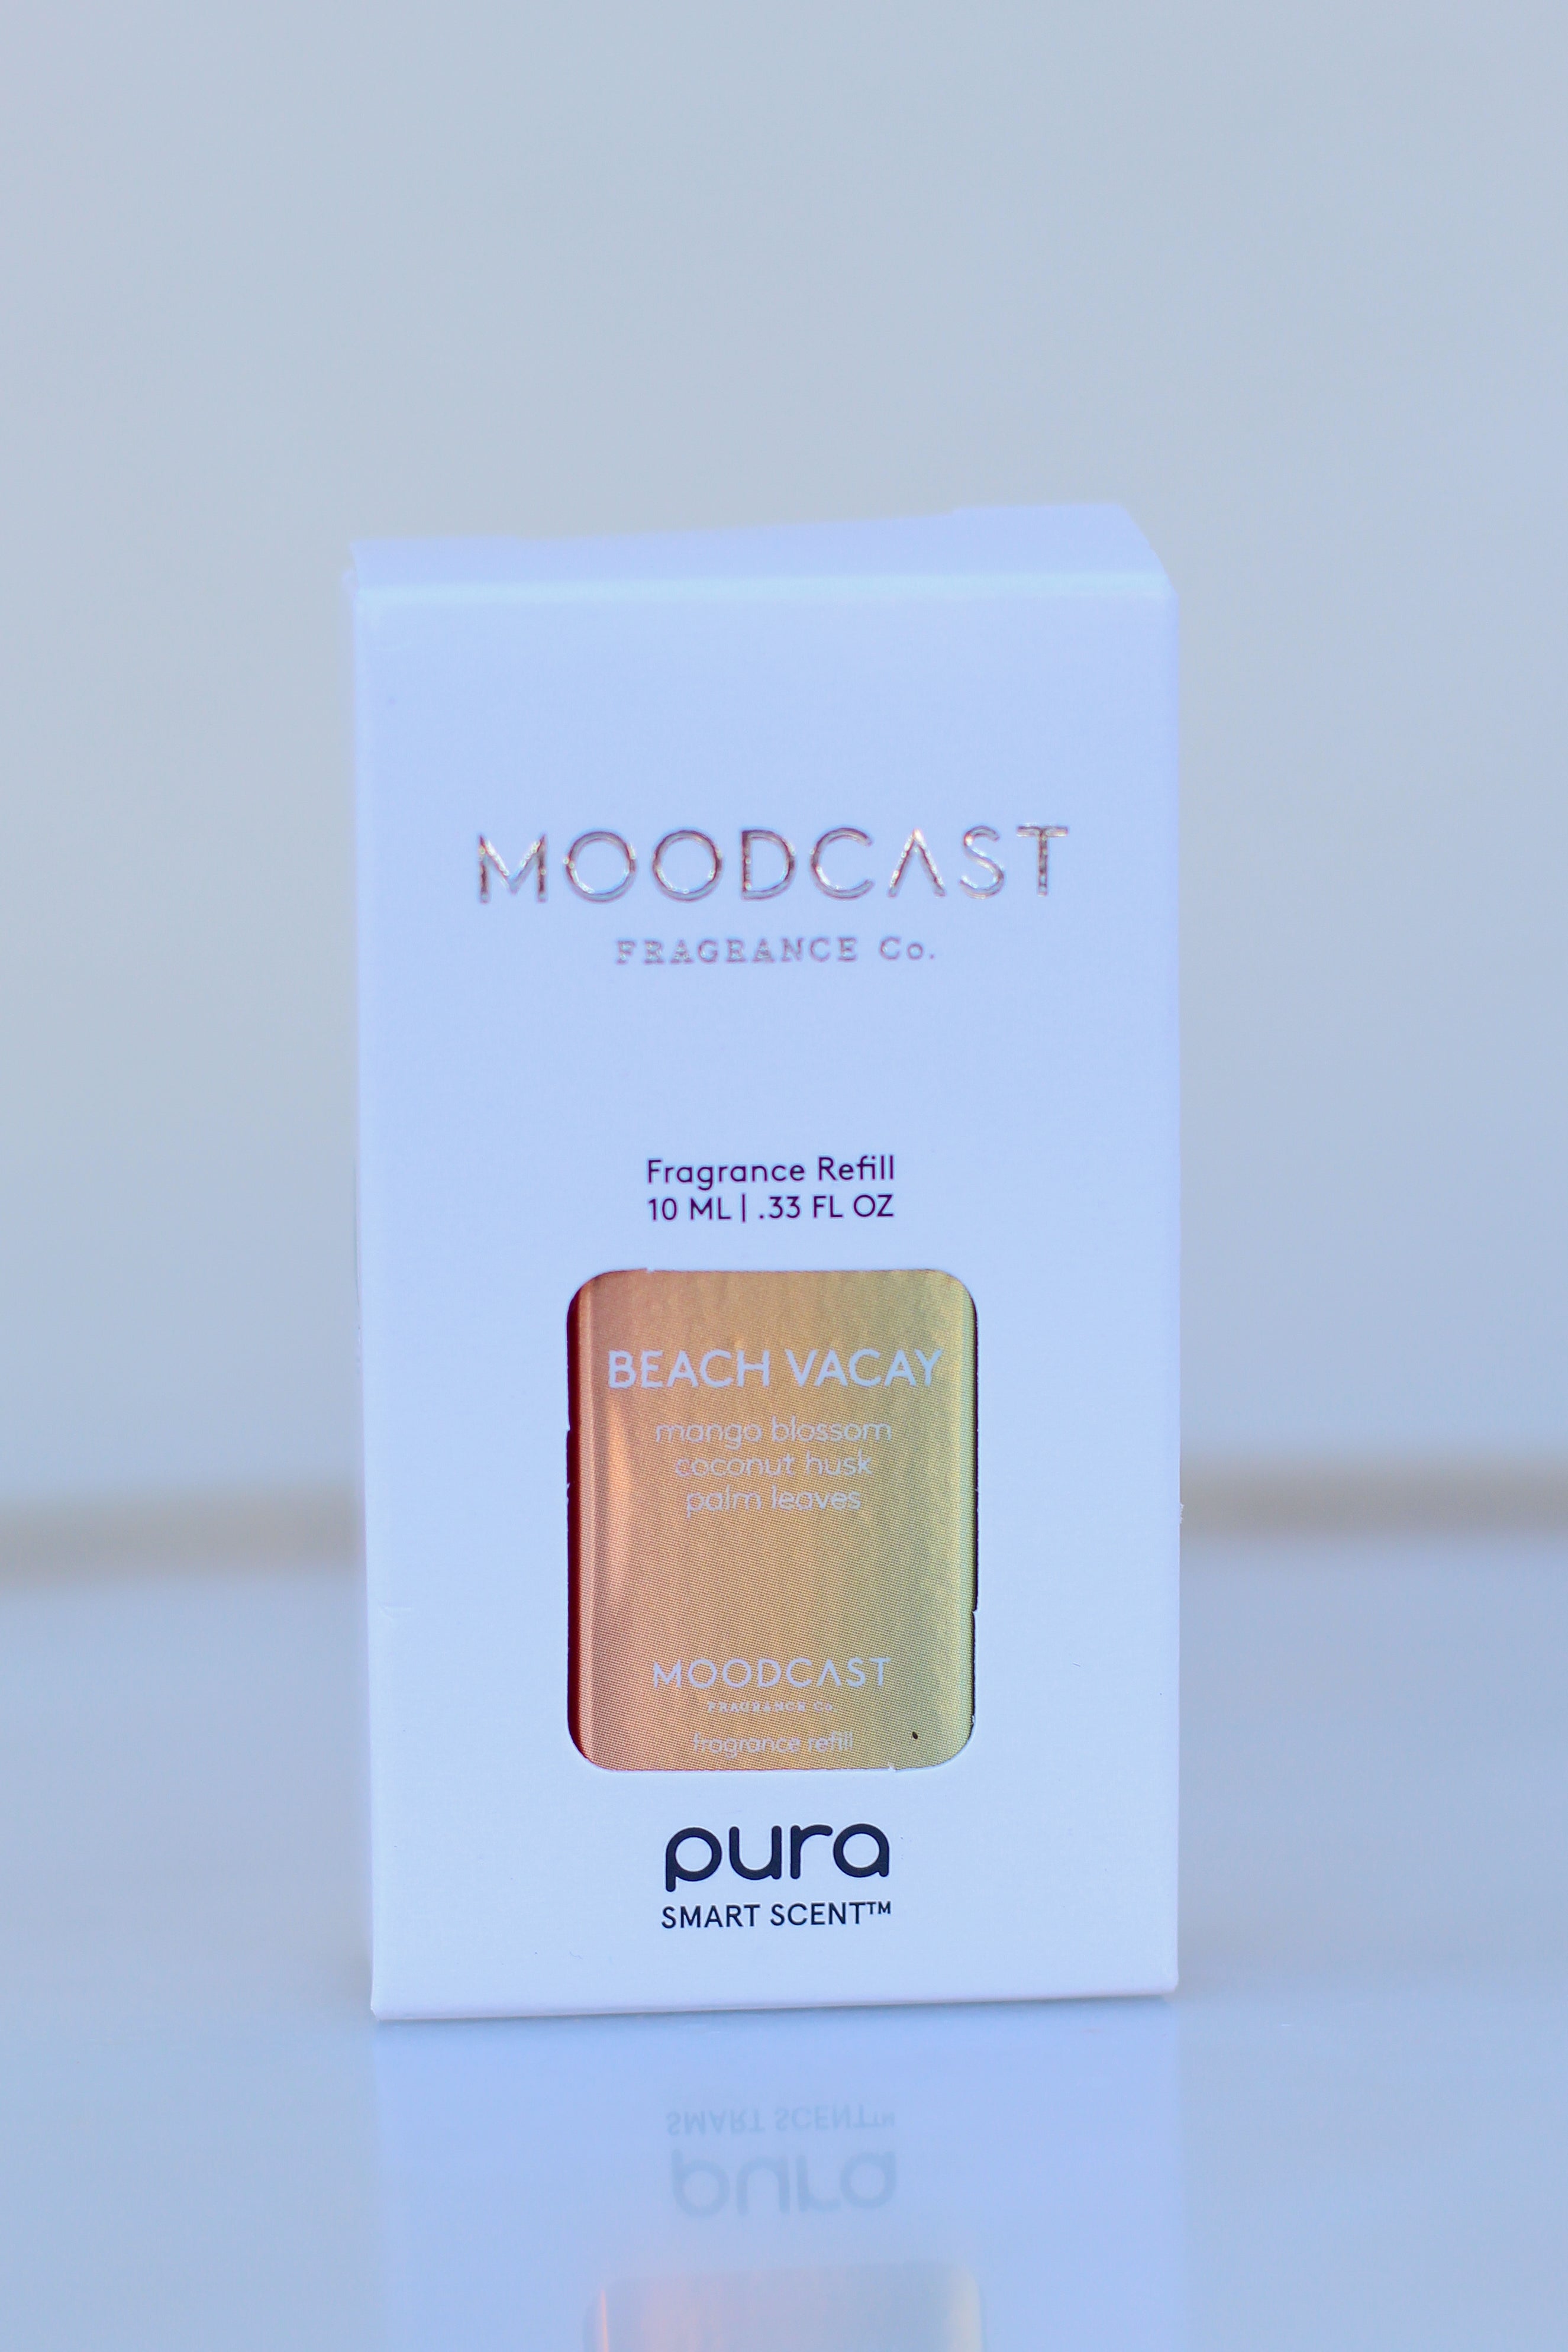 MOODCAST
FRAGRANCE Co.
Fragrance Refill
10 ML | .33 FL OZ
BEACH VACAY
mango blossom
coconut husk
palm leaves
MOODCAST
FRAGRANCE Co.
fragrance refill
pura
SMART SCENT™